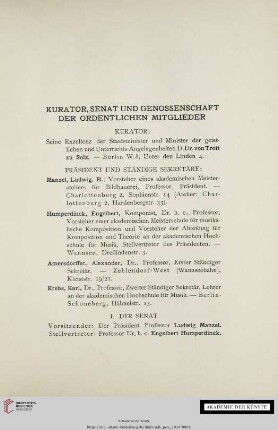 KURATOR, SENAT UND GENOSSENSCHAFT
DER ORDENTLICHEN MITGLIEDER
KURATOR:
Seine Exzellenz der Staatsminister und Minister der geist-
lichen und Unterrichts-Angelegenheiten D. Dr. von Trott
zu Solz. — Berlin W. 8, Unter den Linden 4.
PRÄSIDENT UND STÄNDIGE SEKRETÄRE:
Manzel, Ludwig, B., Vorsteher eines akademischen Meister-
ateliers für Bildhauerei, Professor, Präsident. —
Charlottenburg 2, Sophienstr. 14 (Atelier: Char-
lottenburg 2, Hardenbergstr. 33).
Humperdinck, Engelbert, Komponist, Dr. h. c., Professor,
Vorsteher einer akademischen Meisterschule für musika-
lische Komposition und Vorsteher der Abteilung für
Komposition und Theorie an der akademischen Hoch-
schule für Musik, Stellvertreter des Präsidenten. —
Wannsee, Dreilindenstr.
Amersdorffer, Alexander, Dr., Professor, Erster Ständiger
Sekretär. — Zehlendorf-West (Wannseebahn),
19/21.
Krebs, Karl, Dr., Professor, Zweiter Ständiger Sekretär, Lehrer
an der akademischen Hochschule für Musik. — Berlin-
Schöneberg, Hähnelstr.
I. DER SENAT
Vorsitzender: Der Präsident Professor Ludwig Manzel.
Stellvertreter: Professor Dr. h. c. Engelbert Humperdinck.
AKADEMIE DER KÜNSTE